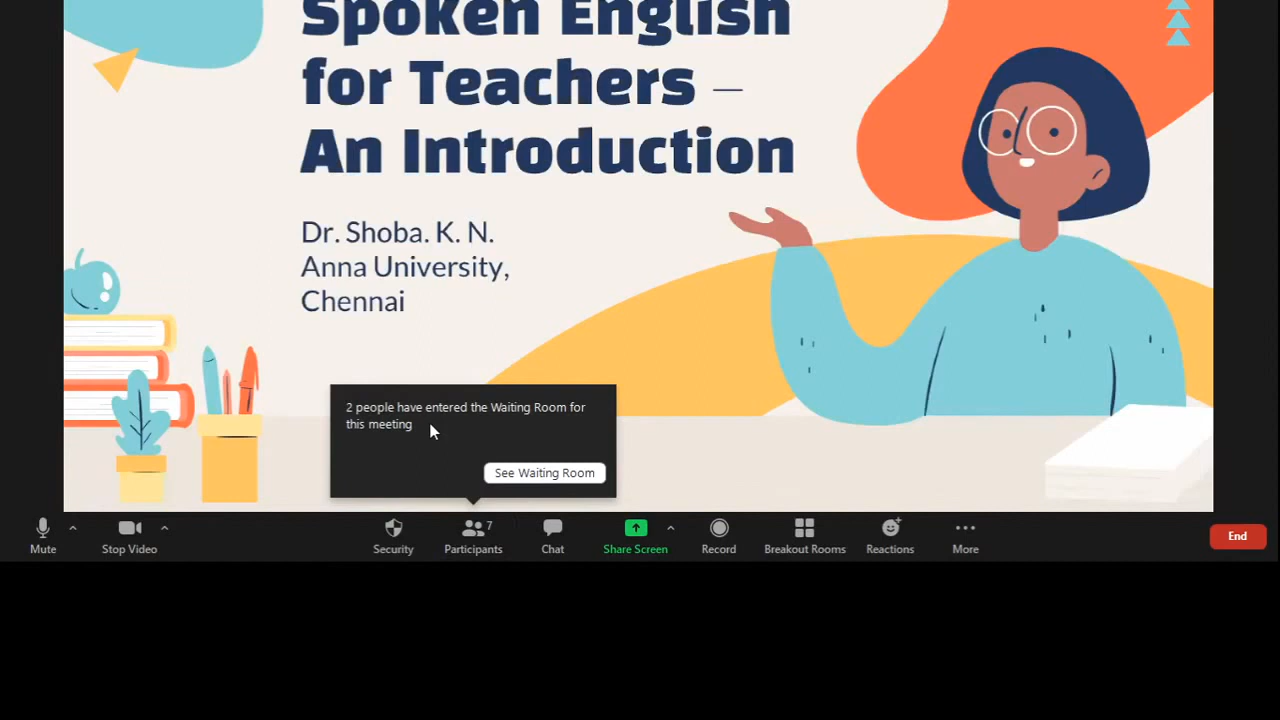 Spoken English
for Teachers —
An Introduction
Dr. Shoba. K. N.
Anna University,
Chennai
2 people have entered the Waiting Room for
this meeting
See Waiting Room
7
Mute
Stop Video
Security
Participants
Chat
Share Screen
Record
Breakout Rooms
Reactions
More
End